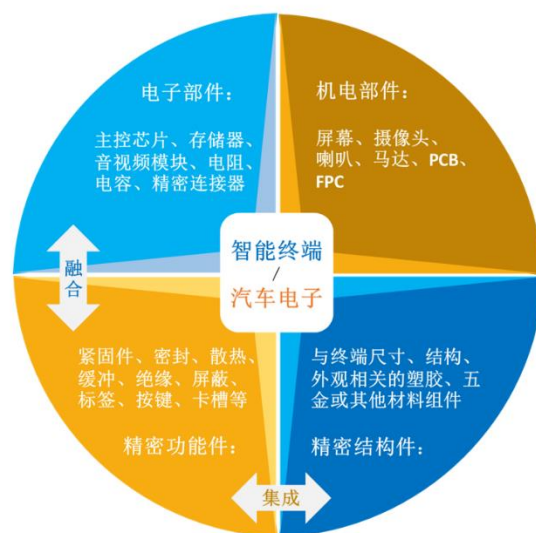 电子部件：
主控芯片、存储器、
音视频模块、电阻、
电容、精密连接器
机电部件：
屏幕、摄像头、
喇叭、马达、PCB、
FPC
智能终端
/
汽车电子
融合
紧固件、密封、散热、
缓冲、绝缘、屏蔽、
标签、按键、卡槽等
精密功能件：
与终端尺寸、结构、
外观相关的塑胶、五
金或其他材料组件
精密结构件：
集成